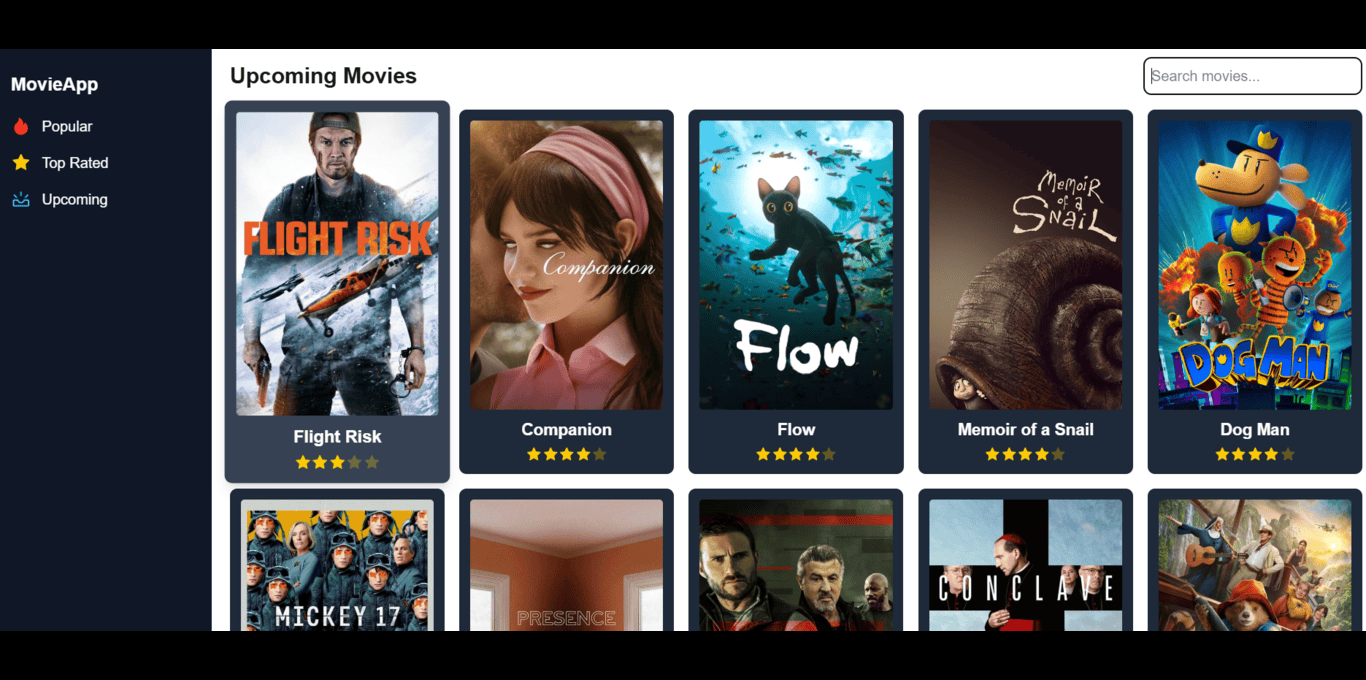 MovieApp
Popular
Top Rated
Upcoming
Upcoming Movies
Search movies...
FLIGHT RISK
Flight Risk
Companion
Companion
Flow
Flow
Memoir
of a
Snail
Memoir of a Snail
DOG MAN
Dog Man
MICKEY 17
PRESENCE
CONCLAVE